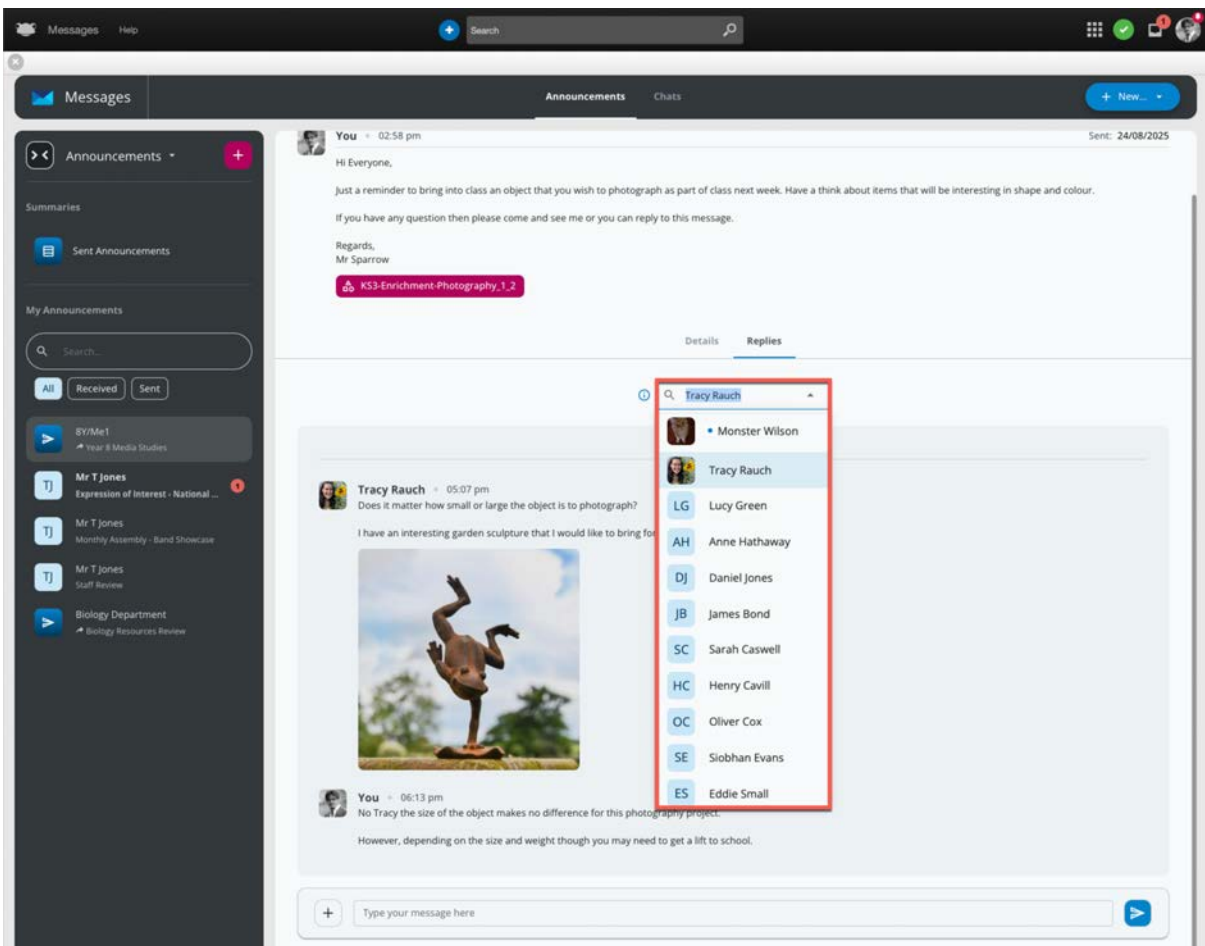 Messages Help Search 1
Messages Announcements Chats + New...
Announcements +
Summaries
Sent Announcements
My Announcements
Search...
All Received Sent
8Y/Me1
Year 8 Media Studies
TJ Mr T Jones 1
Expression of Interest - National ...
TJ Mr T Jones
Monthly Assembly - Band Showcase
TJ Mr T Jones
Staff Review
Biology Department
Biology Resources Review
You 02:58 pm Sent: 24/08/2025
Hi Everyone,
Just a reminder to bring into class an object that you wish to photograph as part of class next week. Have a think about items that will be interesting in shape and colour.
If you have any question then please come and see me or you can reply to this message.
Regards,
Mr Sparrow
KS3-Enrichment-Photography_1_2
Details Replies
Tracy Rauch
Monster Wilson
Tracy Rauch
LG Lucy Green
AH Anne Hathaway
DJ Daniel Jones
JB James Bond
SC Sarah Caswell
HC Henry Cavill
OC Oliver Cox
SE Siobhan Evans
ES Eddie Small
Tracy Rauch 05:07 pm
Does it matter how small or large the object is to photograph?
I have an interesting garden sculpture that I would like to bring for
You 06:13 pm
No Tracy the size of the object makes no difference for this photography project.
However, depending on the size and weight though you may need to get a lift to school.
+ Type your message here